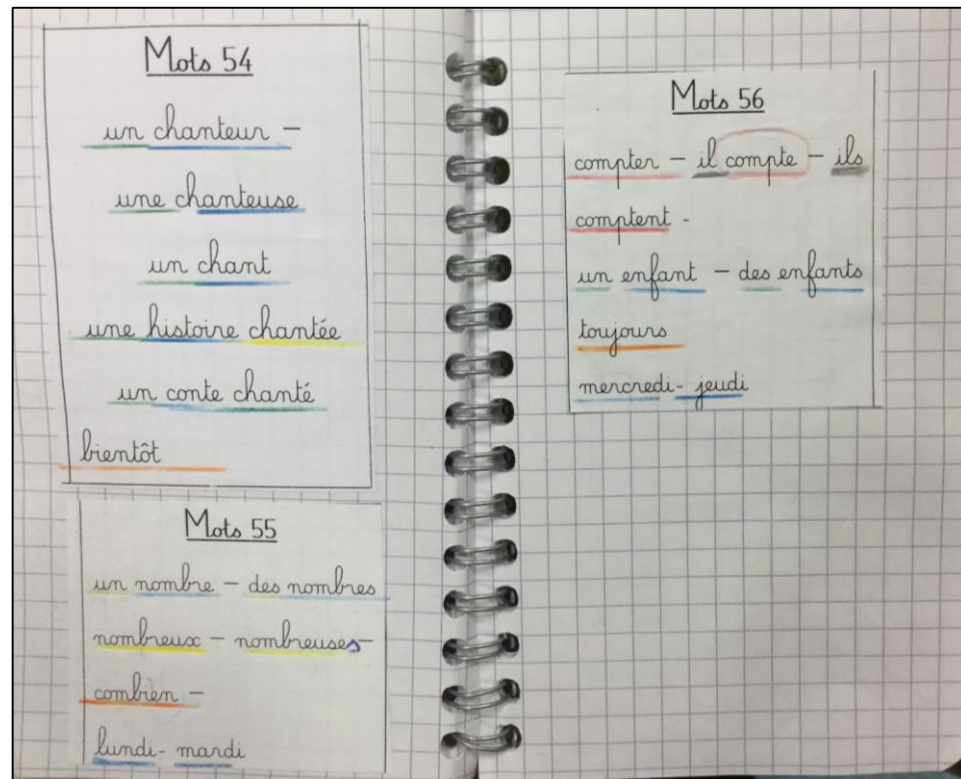 Mots 54
un chanteur –
une chanteuse
un chant
une histoire chantée
un conte chanté
bientôt
Mots 55
un nombre – des nombres
nombreux – nombreuses-
combien –
lundi- mardi
Mots 56
compter – il compte – ils
comptent -
un enfant – des enfants
toujours
mercredi- jeudi